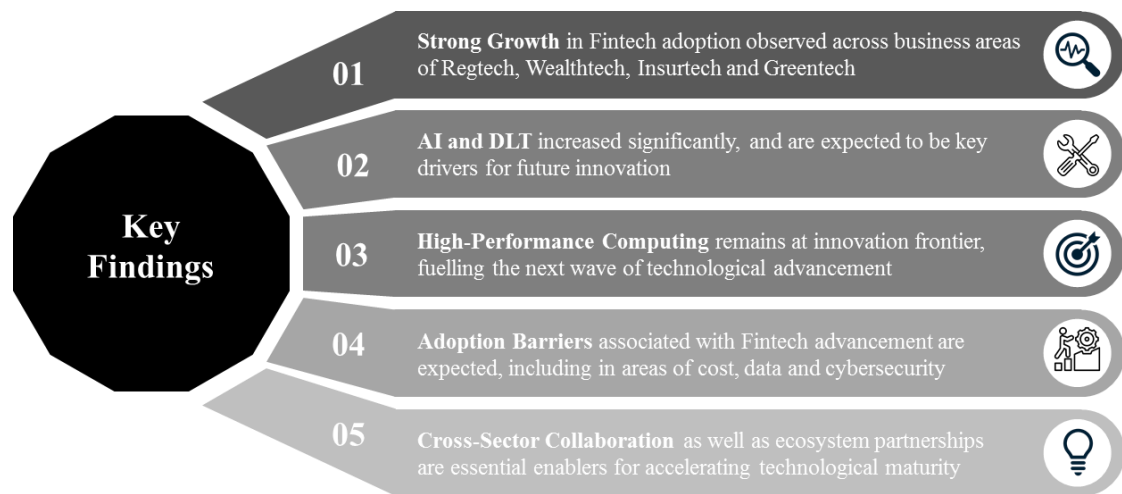 Key
Findings
01
Strong Growth in Fintech adoption observed across business areas
of Regtech, Wealthtech, Insurtech and Greentech
02
AI and DLT increased significantly, and are expected to be key
drivers for future innovation
03
High-Performance Computing remains at innovation frontier,
fuelling the next wave of technological advancement
04
Adoption Barriers associated with Fintech advancement are
expected, including in areas of cost, data and cybersecurity
05
Cross-Sector Collaboration as well as ecosystem partnerships
are essential enablers for accelerating technological maturity